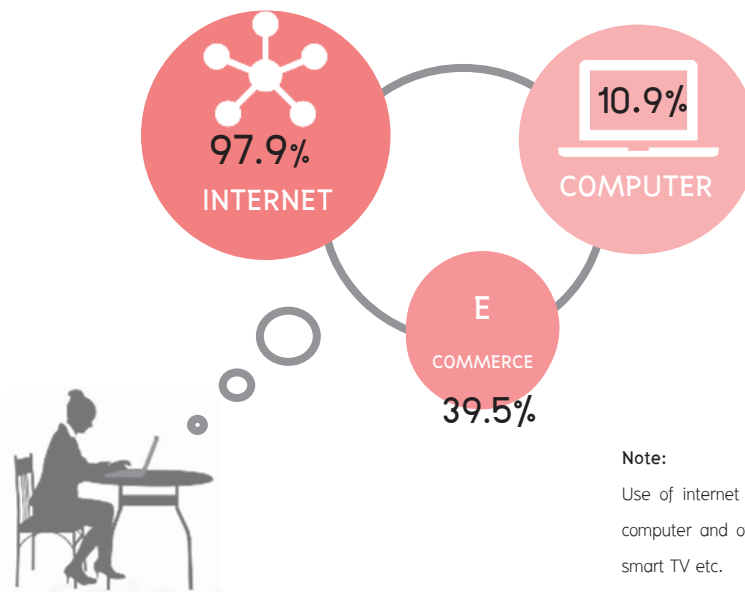 97.9%
INTERNET
10.9%
COMPUTER
E
COMMERCE
39.5%
Note:
Use of internet
computer and o
smart TV etc.